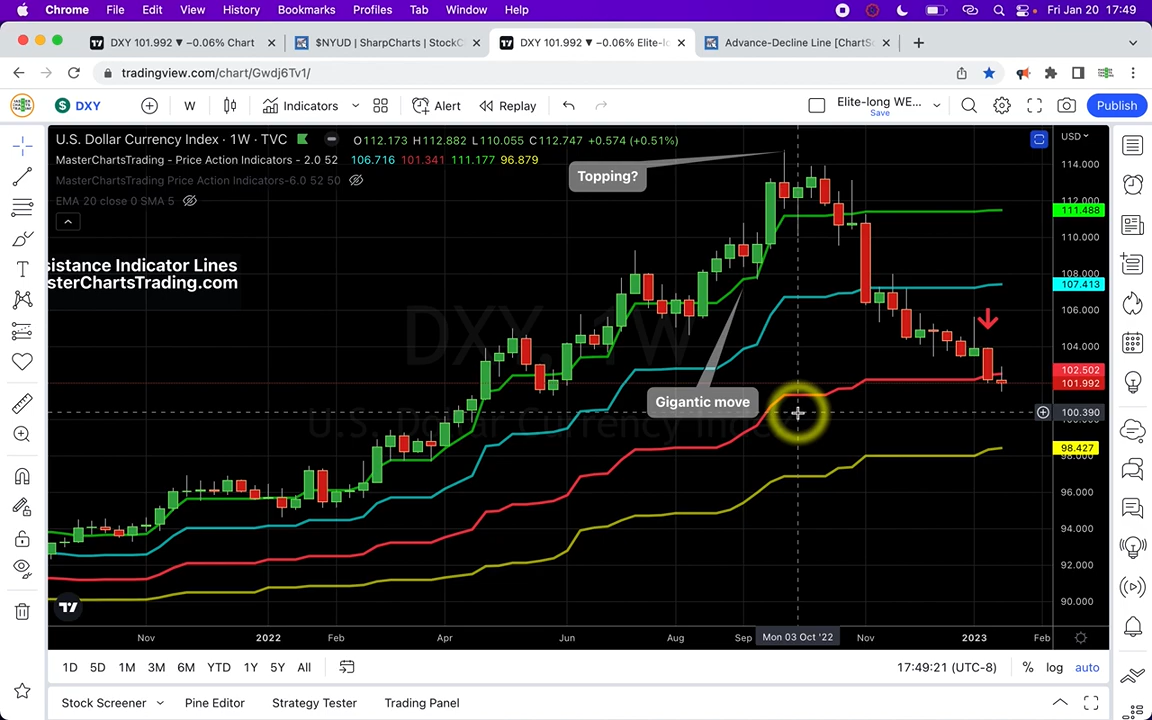 Chrome File Edit View History Bookmarks Profiles Tab Window Help Fri Jan 20 17:49
DXY 101.992 ▼ −0.06% Chart
$NYUD | SharpCharts | StockC
DXY 101.992 ▼ −0.06% Elite-lo
Advance-Decline Line [ChartSc
tradingview.com/chart/Gwdj6Tv1/
DXY W Indicators Alert Replay Elite-long WE... Save Publish
U.S. Dollar Currency Index · 1W · TVC O112.173 H112.882 L110.055 C112.747 +0.574 (+0.51%)
MasterChartsTrading - Price Action Indicators - 2.0 52 106.716 101.341 111.177 96.879
MasterChartsTrading Price Action Indicators-6.0 52 50
EMA 20 close 0 SMA 5
sistance Indicator Lines
sterChartsTrading.com
Topping?
Gigantic move
DXY, 1W
U.S. Dollar Currency Index
USD
114.000
112.000
111.488
110.000
108.000
107.413
106.000
104.000
102.502
101.992
100.390
98.427
98.000
96.000
94.000
92.000
90.000
Nov 2022 Feb Apr Jun Aug Sep Mon 03 Oct '22 Nov 2023 Feb
1D 5D 1M 3M 6M YTD 1Y 5Y All 17:49:21 (UTC-8) % log auto
Stock Screener Pine Editor Strategy Tester Trading Panel